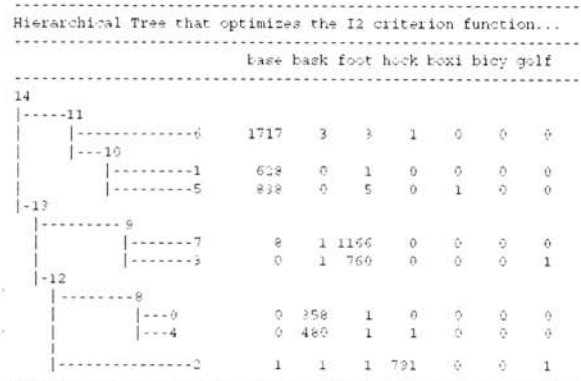 Hierarchical Tree that optimizes the I2 criterion function...
base bask foot hock boxi bicy golf
14
|-----11
| |-------------6 1717 3 3 1 0 0 0
| |---10
| |--------1 0 1 0 0 0 0
| |--------5 838 0 5 0 1 0 0
|-13
|--------- 9
| |-------7 8 1 1166 0 0 0 0
| |-------3 0 1 760 0 0 0 1
|-12
|--------8
| |---0 0 358 1 0 0 0 0
| |---4 0 480 1 1 0 0 0
|
|--------------2 1 1 1 791 0 0 1